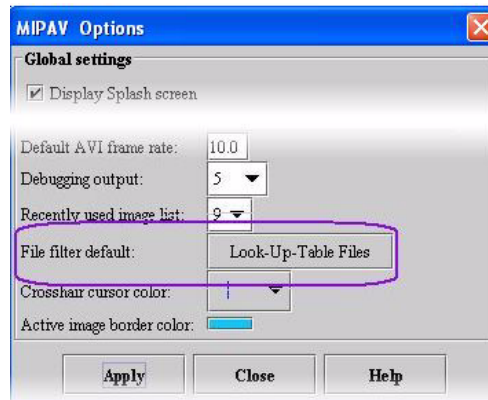 MIPAV Options
Global settings
Display Splash screen
Default AVI frame rate: 10.0
Debugging output: 5
Recently used image list: 9
File filter default: Look-Up-Table Files
Crosshair cursor color:
Active image border color:
Apply Close Help